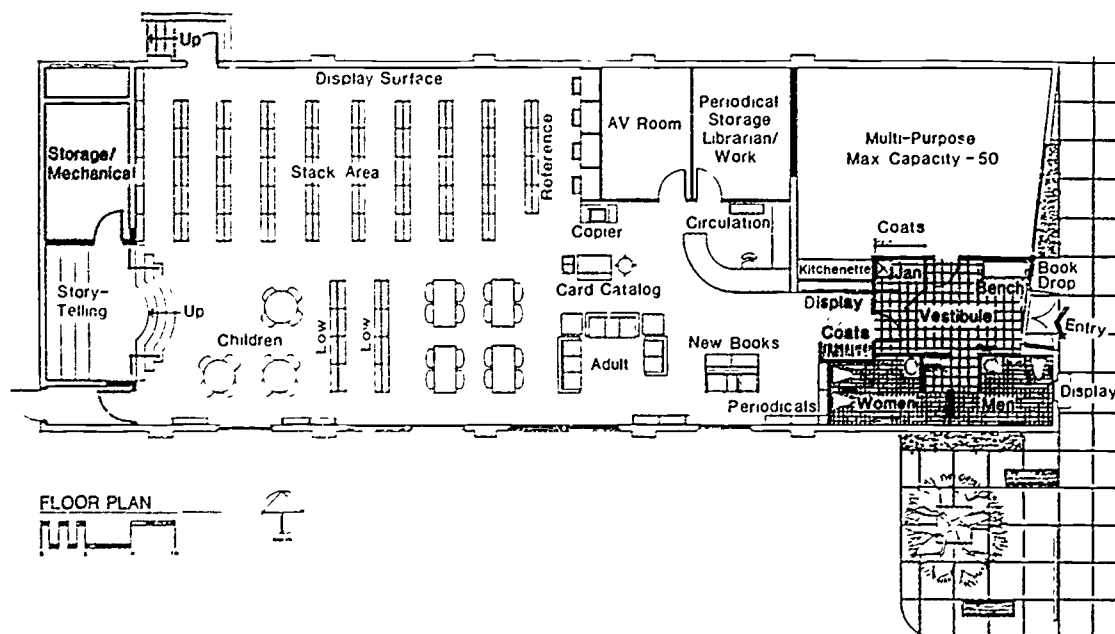 Up
Display Surface
Storage/
Mechanical
Stack Area
Reference
AV Room
Periodical
Storage
Librarian/
Work
Multi-Purpose
Max Capacity - 50
Copier
Circulation
Coats
Kitchenette
Jan
Bench
Book
Drop
Story-
Telling
Up
Card Catalog
Display
Vestibule
Entry
Children
Low
Low
Adult
New Books
Coats
Periodicals
Women
Men
Display
FLOOR PLAN